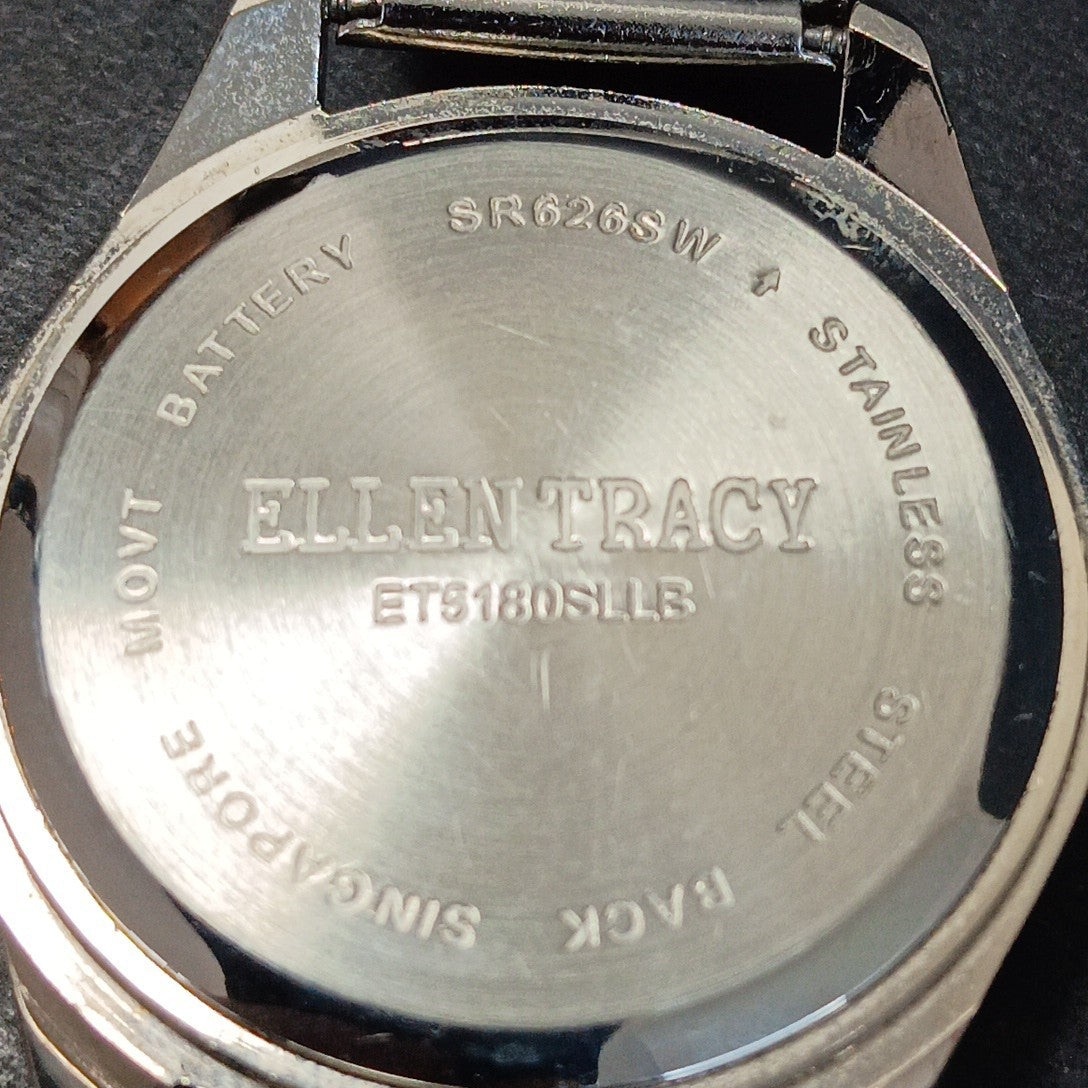 ELLEN TRACY
ET5180SLLB
SINGAPORE MOVT BATTERY SR626SW
STAINLESS STEEL BACK